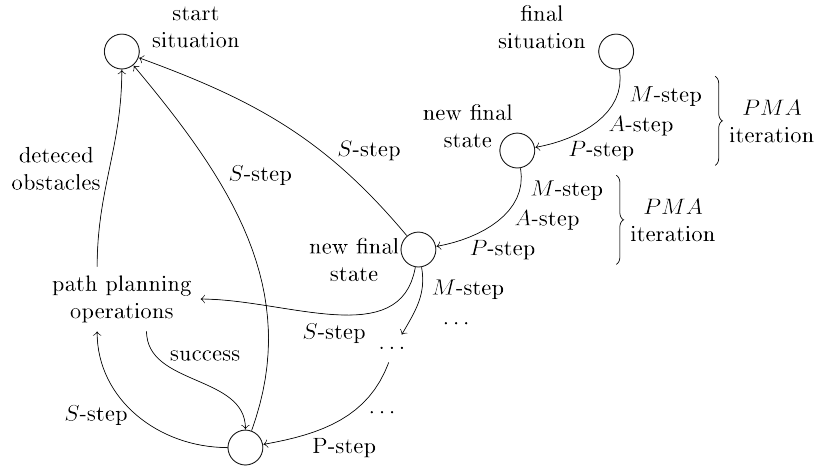 start
situation
final
situation
M-step
A-step
P-step
PMA
iteration
new final
state
deteced
obstacles
S-step
S-step
M-step
A-step
P-step
PMA
iteration
new final
state
M-step
path planning
operations
...
S-step
...
success
S-step
...
P-step